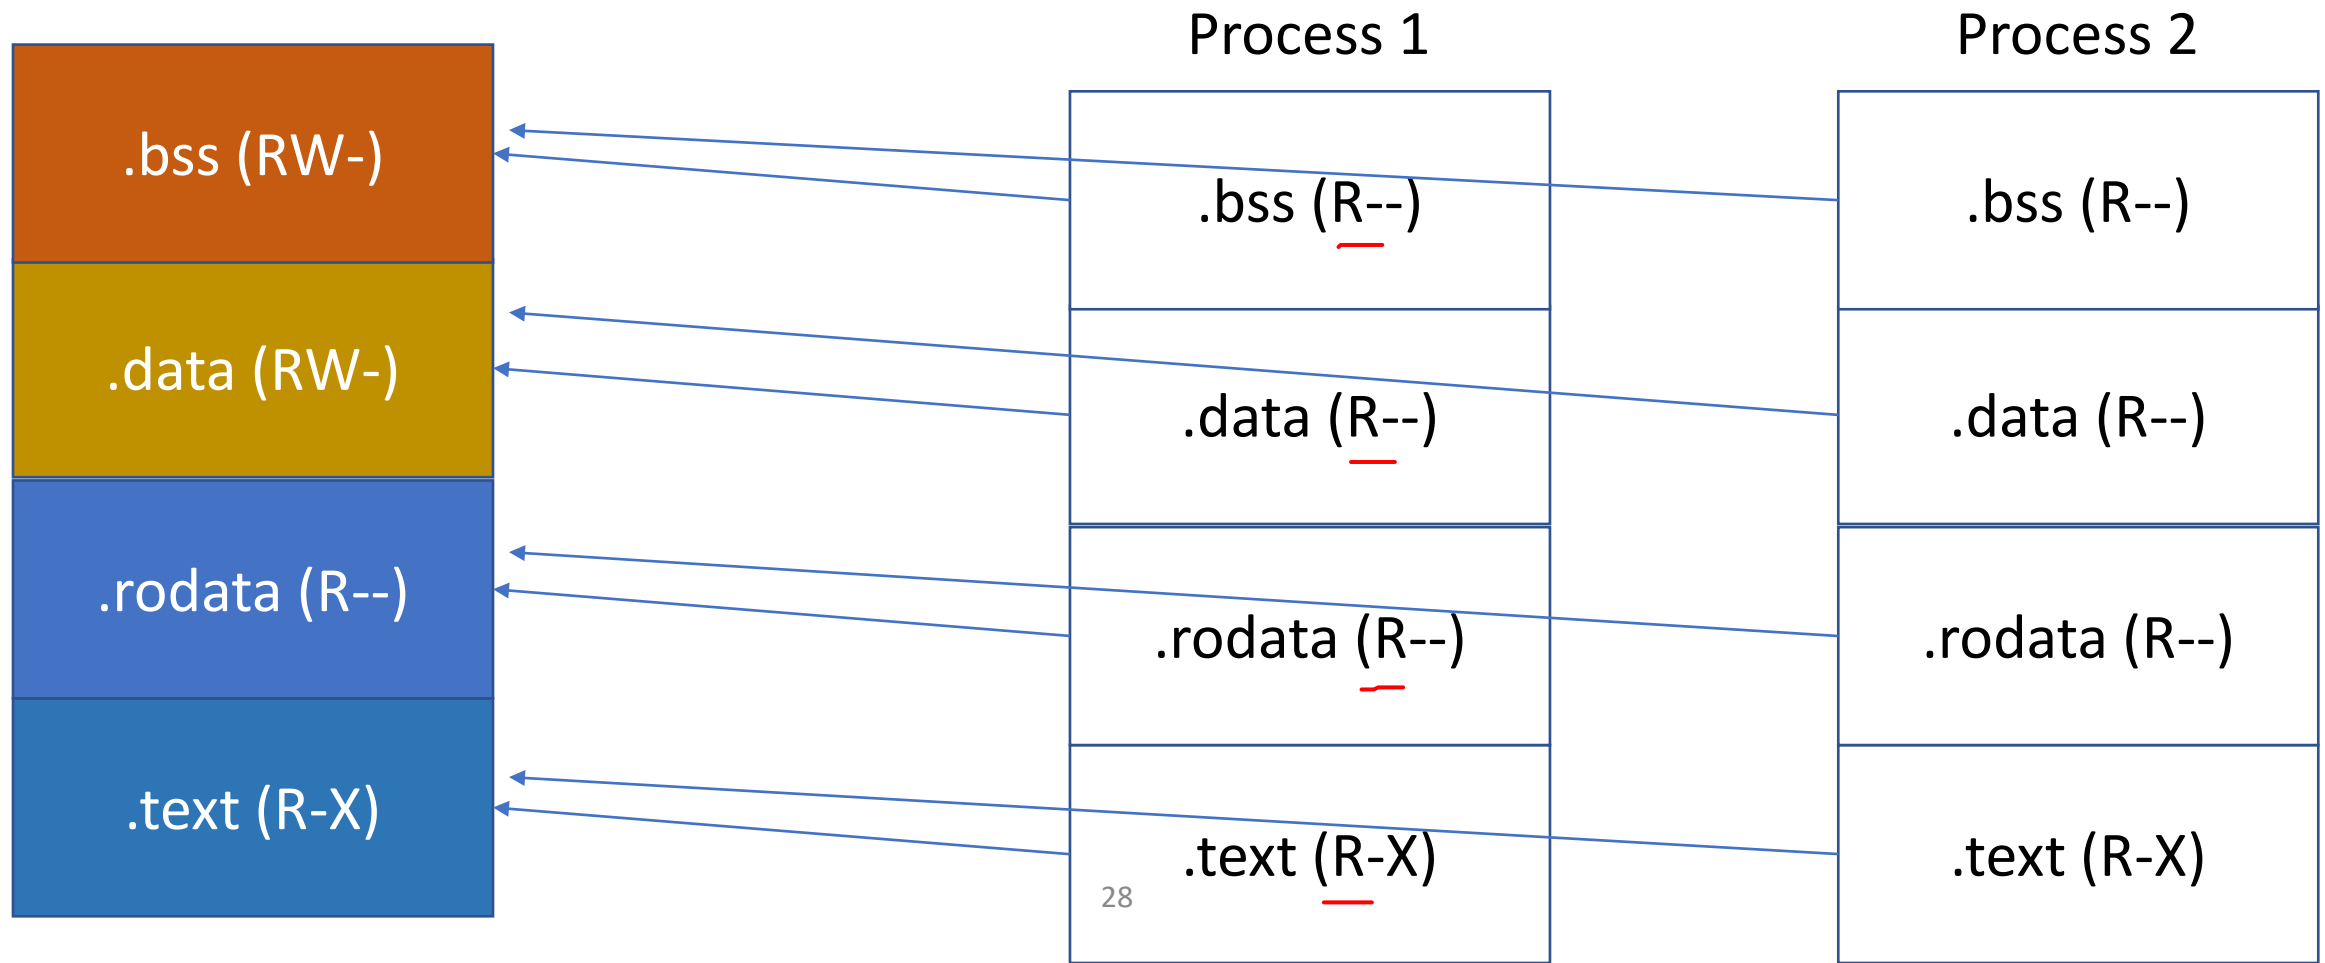 Process 1
Process 2
.bss (RW-)
.data (RW-)
.rodata (R--)
.text (R-X)
.bss (R--)
.data (R--)
.rodata (R--)
.text (R-X)
28
.bss (R--)
.data (R--)
.rodata (R--)
.text (R-X)